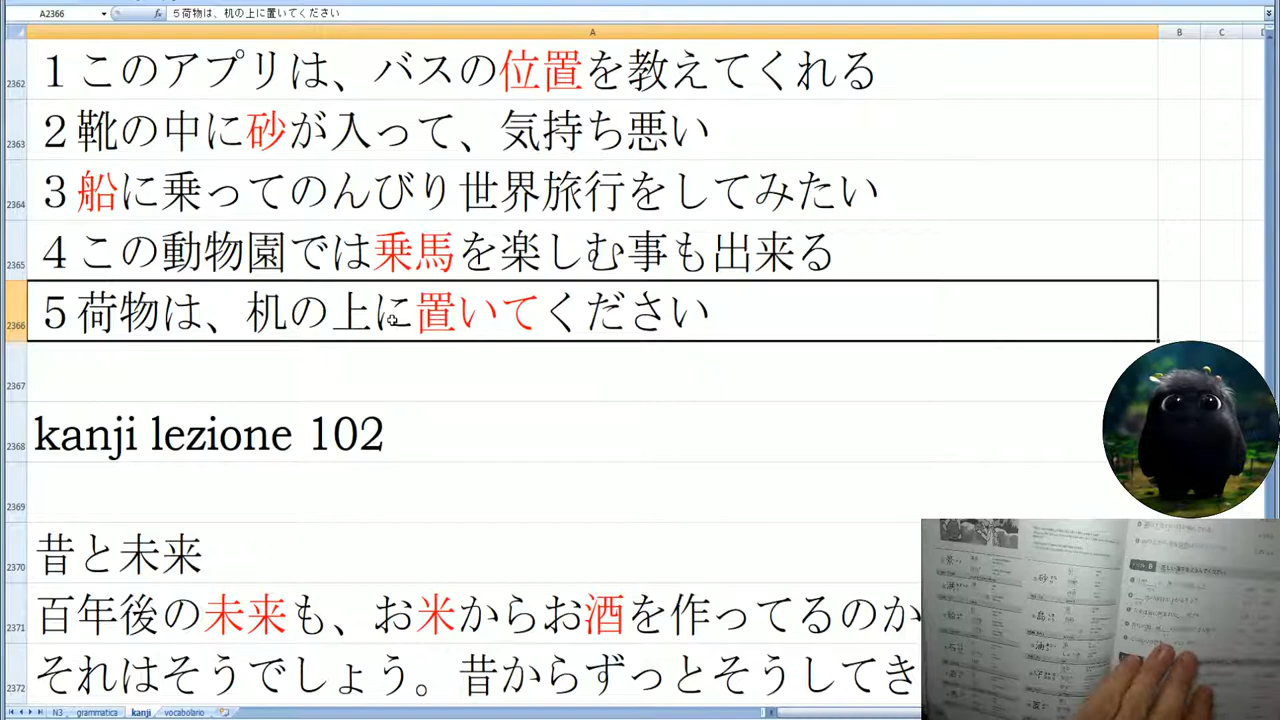 A2366
５荷物は、机の上に置いてください
A
B
C
2362
１このアプリは、バスの位置を教えてくれる
2363
２靴の中に砂が入って、気持ち悪い
2364
３船に乗ってのんびり世界旅行をしてみたい
2365
４この動物園では乗馬を楽しむ事も出来る
2366
５荷物は、机の上に置いてください
2367
2368
kanji lezione 102
2369
2370
昔と未来
2371
百年後の未来も、お米からお酒を作ってるのか
2372
それはそうでしょう。昔からずっとそうしてき
N3
grammatica
kanji
vocabolario